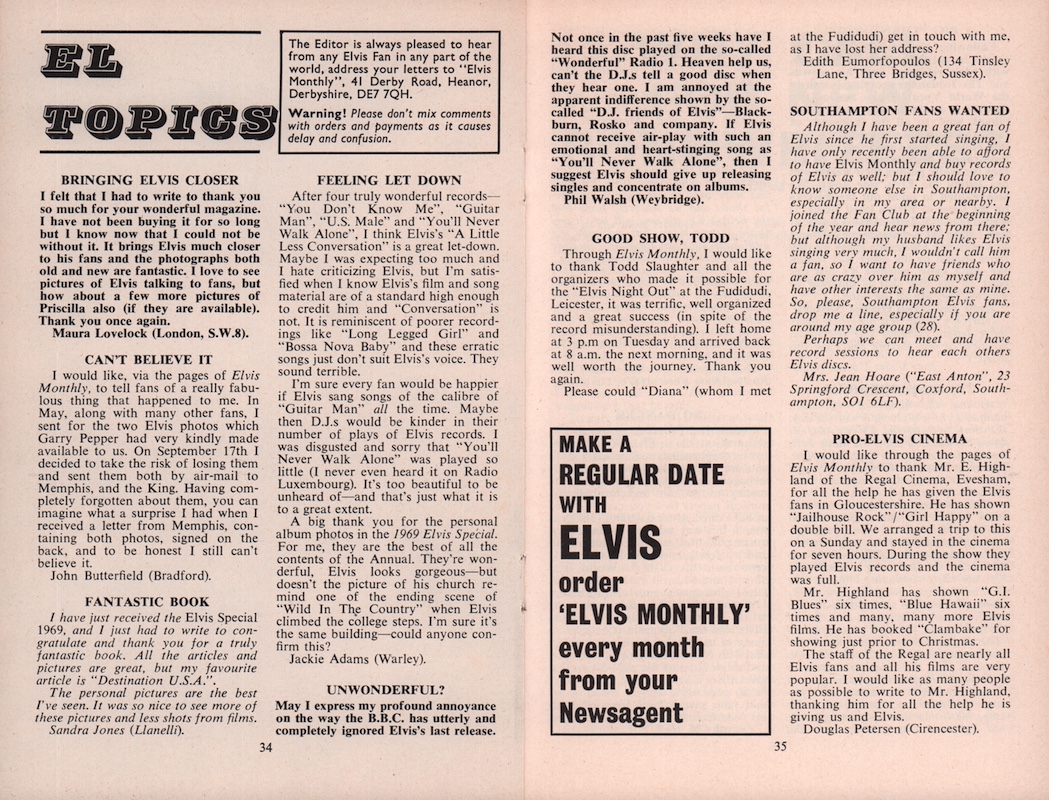 EL
TOPICS
The Editor is always pleased to hear
from any Elvis Fan in any part of the
world, address your letters to "Elvis
Monthly", 41 Derby Road, Heanor,
Derbyshire, DE7 7QH.
Warning! Please don't mix comments
with orders and payments as it causes
delay and confusion.
BRINGING ELVIS CLOSER
I felt that I had to write to thank you
so much for your wonderful magazine.
I have not been buying it for so long
but I know now that I could not be
without it. It brings Elvis much closer
to his fans and the photographs both
old and new are fantastic. I love to see
pictures of Elvis talking to fans, but
how about a few more pictures of
Priscilla also (if they are available).
Thank you once again.
Maura Lovelock (London, S.W.8).
CAN'T BELIEVE IT
I would like, via the pages of Elvis
Monthly, to tell fans of a really fabu-
lous thing that happened to me. In
May, along with many other fans, I
sent for the two Elvis photos which
Garry Pepper had very kindly made
available to us. On September 17th I
decided to take the risk of losing them
and sent them both by air-mail to
Memphis, and the King. Having com-
pletely forgotten about them, you can
imagine what a surprise I had when I
received a letter from Memphis, con-
taining both photos, signed on the
back, and to be honest I still can't
believe it.
John Butterfield (Bradford).
FANTASTIC BOOK
I have just received the Elvis Special
1969, and I just had to write to con-
gratulate and thank you for a truly
fantastic book. All the articles and
pictures are great, but my favourite
article is "Destination U.S.A.".
The personal pictures are the best
I've seen. It was so nice to see more of
these pictures and less shots from films.
Sandra Jones (Llanelli).
FEELING LET DOWN
After four truly wonderful records—
"You Don't Know Me", "Guitar
Man", "U.S. Male" and "You'll Never
Walk Alone", I think Elvis's "A Little
Less Conversation" is a great let-down.
Maybe I was expecting too much and
I hate criticizing Elvis, but I'm satis-
fied when I know Elvis's film and song
material are of a standard high enough
to credit him and "Conversation" is
not. It is reminiscent of poorer record-
ings like "Long Legged Girl" and
"Bossa Nova Baby" and these erratic
songs just don't suit Elvis's voice. They
sound terrible.
I'm sure every fan would be happier
if Elvis sang songs of the calibre of
"Guitar Man" all the time. Maybe
then D.J.s would be kinder in their
number of plays of Elvis records. I
was disgusted and sorry that "You'll
Never Walk Alone" was played so
little (I never even heard it on Radio
Luxembourg). It's too beautiful to be
unheard of—and that's just what it is
to a great extent.
A big thank you for the personal
album photos in the 1969 Elvis Special.
For me, they are the best of all the
contents of the Annual. They're won-
derful, Elvis looks gorgeous—but
doesn't the picture of his church re-
mind one of the ending scene of
"Wild In The Country" when Elvis
climbed the college steps. I'm sure it's
the same building—could anyone con-
firm this?
Jackie Adams (Warley).
UNWONDERFUL?
May I express my profound annoyance
on the way the B.B.C. has utterly and
completely ignored Elvis's last release.
34
Not once in the past five weeks have I
heard this disc played on the so-called
"Wonderful" Radio 1. Heaven help us,
can't the D.J.s tell a good disc when
they hear one. I am annoyed at the
apparent indifference shown by the so-
called "D.J. friends of Elvis"—Black-
burn, Rosko and company. If Elvis
cannot receive air-play with such an
emotional and heart-stinging song as
"You'll Never Walk Alone", then I
suggest Elvis should give up releasing
singles and concentrate on albums.
Phil Walsh (Weybridge).
GOOD SHOW, TODD
Through Elvis Monthly, I would like
to thank Todd Slaughter and all the
organizers who made it possible for
the "Elvis Night Out" at the Fudidudi,
Leicester, it was terrific, well organized
and a great success (in spite of the
record misunderstanding). I left home
at 3 p.m on Tuesday and arrived back
at 8 a.m. the next morning, and it was
well worth the journey. Thank you
again.
Please could "Diana" (whom I met
MAKE A
REGULAR DATE
WITH
ELVIS
order
'ELVIS MONTHLY'
every month
from your
Newsagent
at the Fudidudi) get in touch with me,
as I have lost her address?
Edith Eumorfopoulos (134 Tinsley
Lane, Three Bridges, Sussex).
SOUTHAMPTON FANS WANTED
Although I have been a great fan of
Elvis since he first started singing, I
have only recently been able to afford
to have Elvis Monthly and buy records
of Elvis as well; but I should love to
know someone else in Southampton,
especially in my area or nearby. I
joined the Fan Club at the beginning
of the year and hear news from there;
but although my husband likes Elvis
singing very much, I wouldn't call him
a fan, so I want to have friends who
are as crazy over him as myself and
have other interests the same as mine.
So, please, Southampton Elvis fans,
drop me a line, especially if you are
around my age group (28).
Perhaps we can meet and have
record sessions to hear each others
Elvis discs.
Mrs. Jean Hoare ("East Anton", 23
Springford Crescent, Coxford, South-
ampton, SO1 6LF).
PRO-ELVIS CINEMA
I would like through the pages of
Elvis Monthly to thank Mr. E. High-
land of the Regal Cinema, Evesham,
for all the help he has given the Elvis
fans in Gloucestershire. He has shown
"Jailhouse Rock"/"Girl Happy" on a
double bill. We arranged a trip to this
on a Sunday and stayed in the cinema
for seven hours. During the show they
played Elvis records and the cinema
was full.
Mr. Highland has shown "G.I.
Blues" six times, "Blue Hawaii" six
times and many, many more Elvis
films. He has booked "Clambake" for
showing just prior to Christmas.
The staff of the Regal are nearly all
Elvis fans and all his films are very
popular. I would like as many people
as possible to write to Mr. Highland,
thanking him for all the help he is
giving us and Elvis.
Douglas Petersen (Cirencester).
35